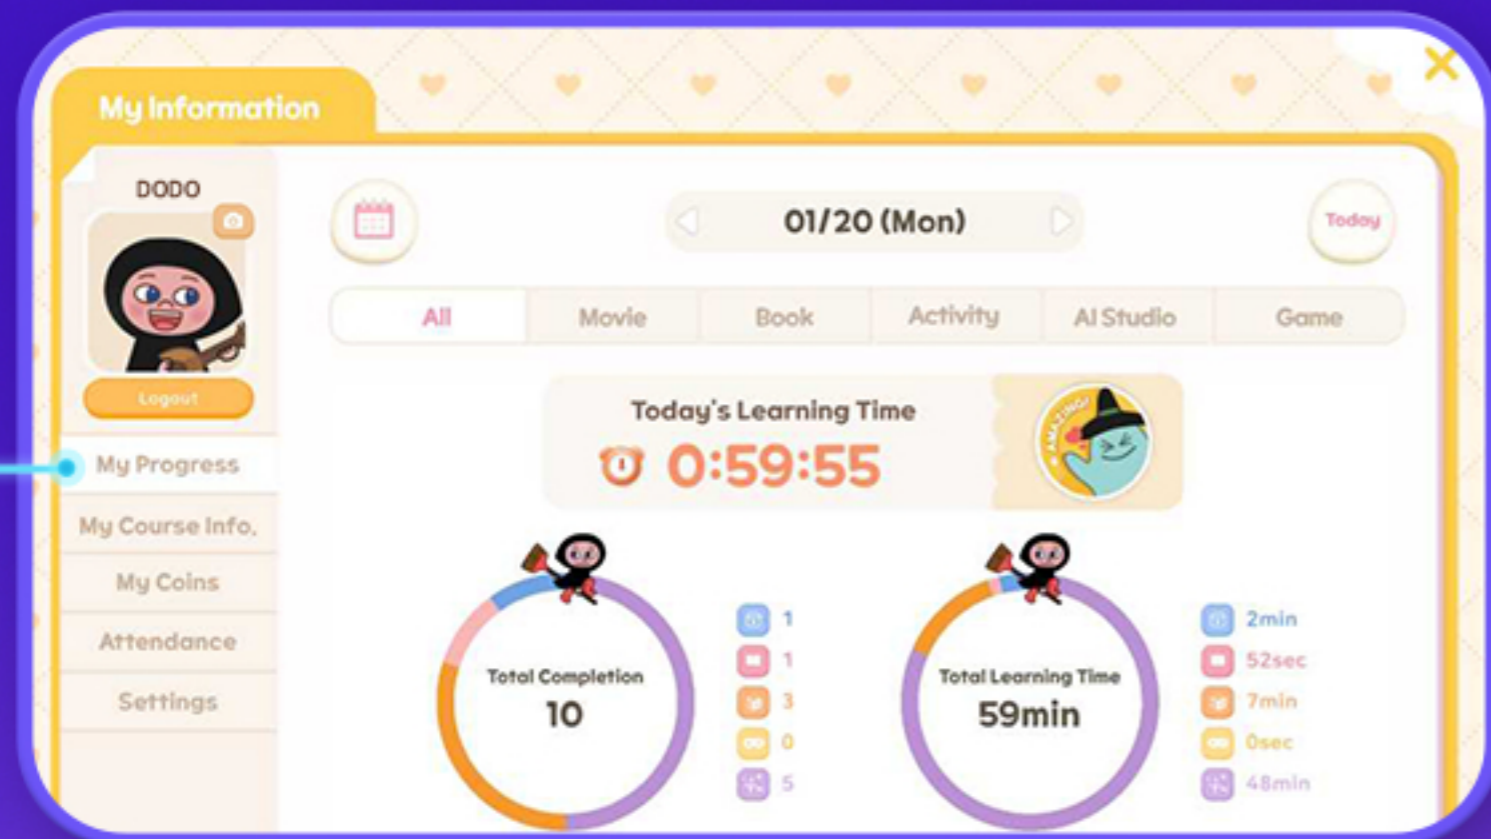 My Information
DODO
Logout
My Progress
My Course Info.
My Coins
Attendance
Settings
01/20 (Mon)
Today
All Movie Book Activity AI Studio Game
Today's Learning Time
0:59:55
AMAZING!
Total Completion
10
1
1
3
0
5
Total Learning Time
59min
2min
52sec
7min
0sec
48min